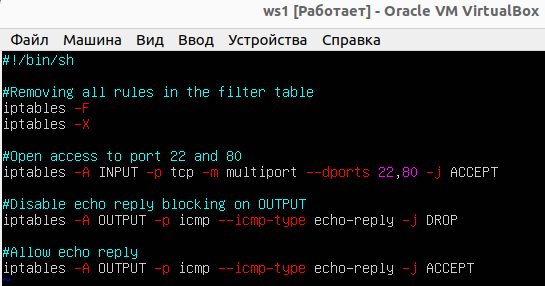 ws1 [Работает] - Oracle VM VirtualBox
Файл Машина Вид Ввод Устройства Справка
#!/bin/sh
#Removing all rules in the filter table
iptables -F
iptables -X
#Open access to port 22 and 80
iptables -A INPUT -p tcp -m multiport --dports 22,80 -j ACCEPT
#Disable echo reply blocking on OUTPUT
iptables -A OUTPUT -p icmp --icmp-type echo-reply -j DROP
#Allow echo reply
iptables -A OUTPUT -p icmp --icmp-type echo-reply -j ACCEPT
~